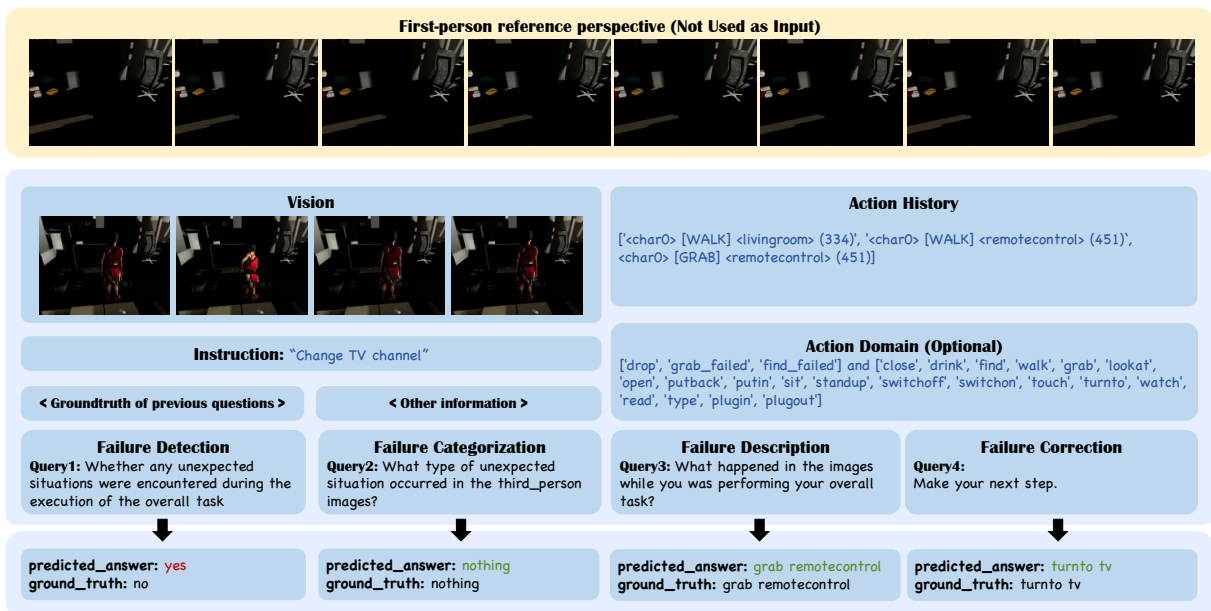 First-person reference perspective (Not Used as Input)
Vision
Action History
['<char0> [WALK] <livingroom> (334)', '<char0> [WALK] <remotecontrol> (451)`,
<char0> [GRAB] <remotecontrol> (451)]
Instruction: "Change TV channel"
Action Domain (Optional)
['drop', 'grab_failed', 'find_failed'] and ['close', 'drink', 'find', 'walk', 'grab', 'lookat',
'open', 'putback', 'putin', 'sit', 'standup', 'switchoff', 'switchon', 'touch', 'turnto', 'watch',
'read', 'type', 'plugin', 'plugout']
< Groundtruth of previous questions >
< Other information >
Failure Detection
Query1: Whether any unexpected
situations were encountered during the
execution of the overall task
Failure Categorization
Query2: What type of unexpected
situation occurred in the third_person
images?
Failure Description
Query3: What happened in the images
while you was performing your overall
task?
Failure Correction
Query4:
Make your next step.
predicted_answer: yes
ground_truth: no
predicted_answer: nothing
ground_truth: nothing
predicted_answer: grab remotecontrol
ground_truth: grab remotecontrol
predicted_answer: turnto tv
ground_truth: turnto tv